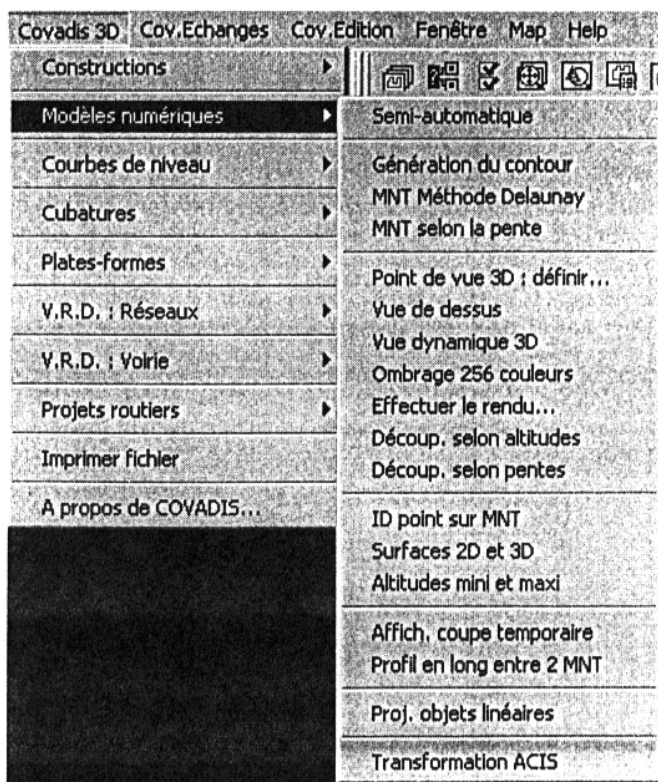 Covadis 3D Cov.Echanges Cov.Edition Fenêtre Map Help
Constructions
Modèles numériques
Courbes de niveau
Cubatures
Plates-formes
V.R.D. : Réseaux
V.R.D. : Voirie
Projets routiers
Imprimer fichier
A propos de COVADIS...
Semi-automatique
Génération du contour
MNT Méthode Delaunay
MNT selon la pente
Point de vue 3D : définir...
Vue de dessus
Vue dynamique 3D
Ombrage 256 couleurs
Effectuer le rendu...
Découp. selon altitudes
Découp. selon pentes
ID point sur MNT
Surfaces 2D et 3D
Altitudes mini et maxi
Affich. coupe temporaire
Profil en long entre 2 MNT
Proj. objets linéaires
Transformation ACIS